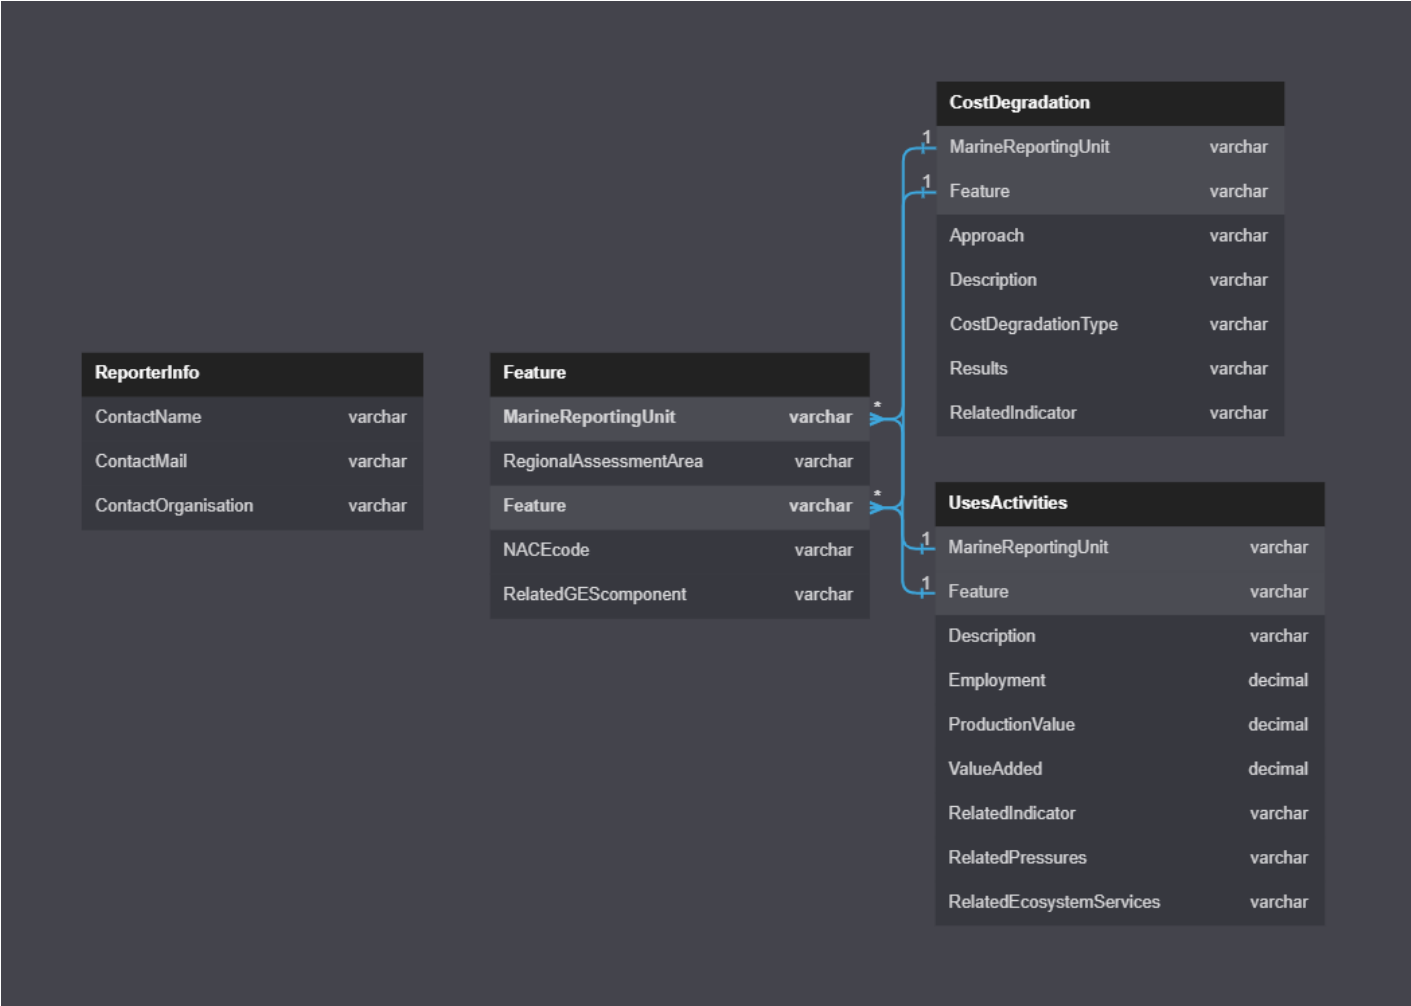 ReporterInfo
ContactName varchar
ContactMail varchar
ContactOrganisation varchar
Feature
MarineReportingUnit varchar
RegionalAssessmentArea varchar
Feature varchar
NACEcode varchar
RelatedGEScomponent varchar
*
*
1
1
1
1
CostDegradation
MarineReportingUnit varchar
Feature varchar
Approach varchar
Description varchar
CostDegradationType varchar
Results varchar
RelatedIndicator varchar
UsesActivities
MarineReportingUnit varchar
Feature varchar
Description varchar
Employment decimal
ProductionValue decimal
ValueAdded decimal
RelatedIndicator varchar
RelatedPressures varchar
RelatedEcosystemServices varchar